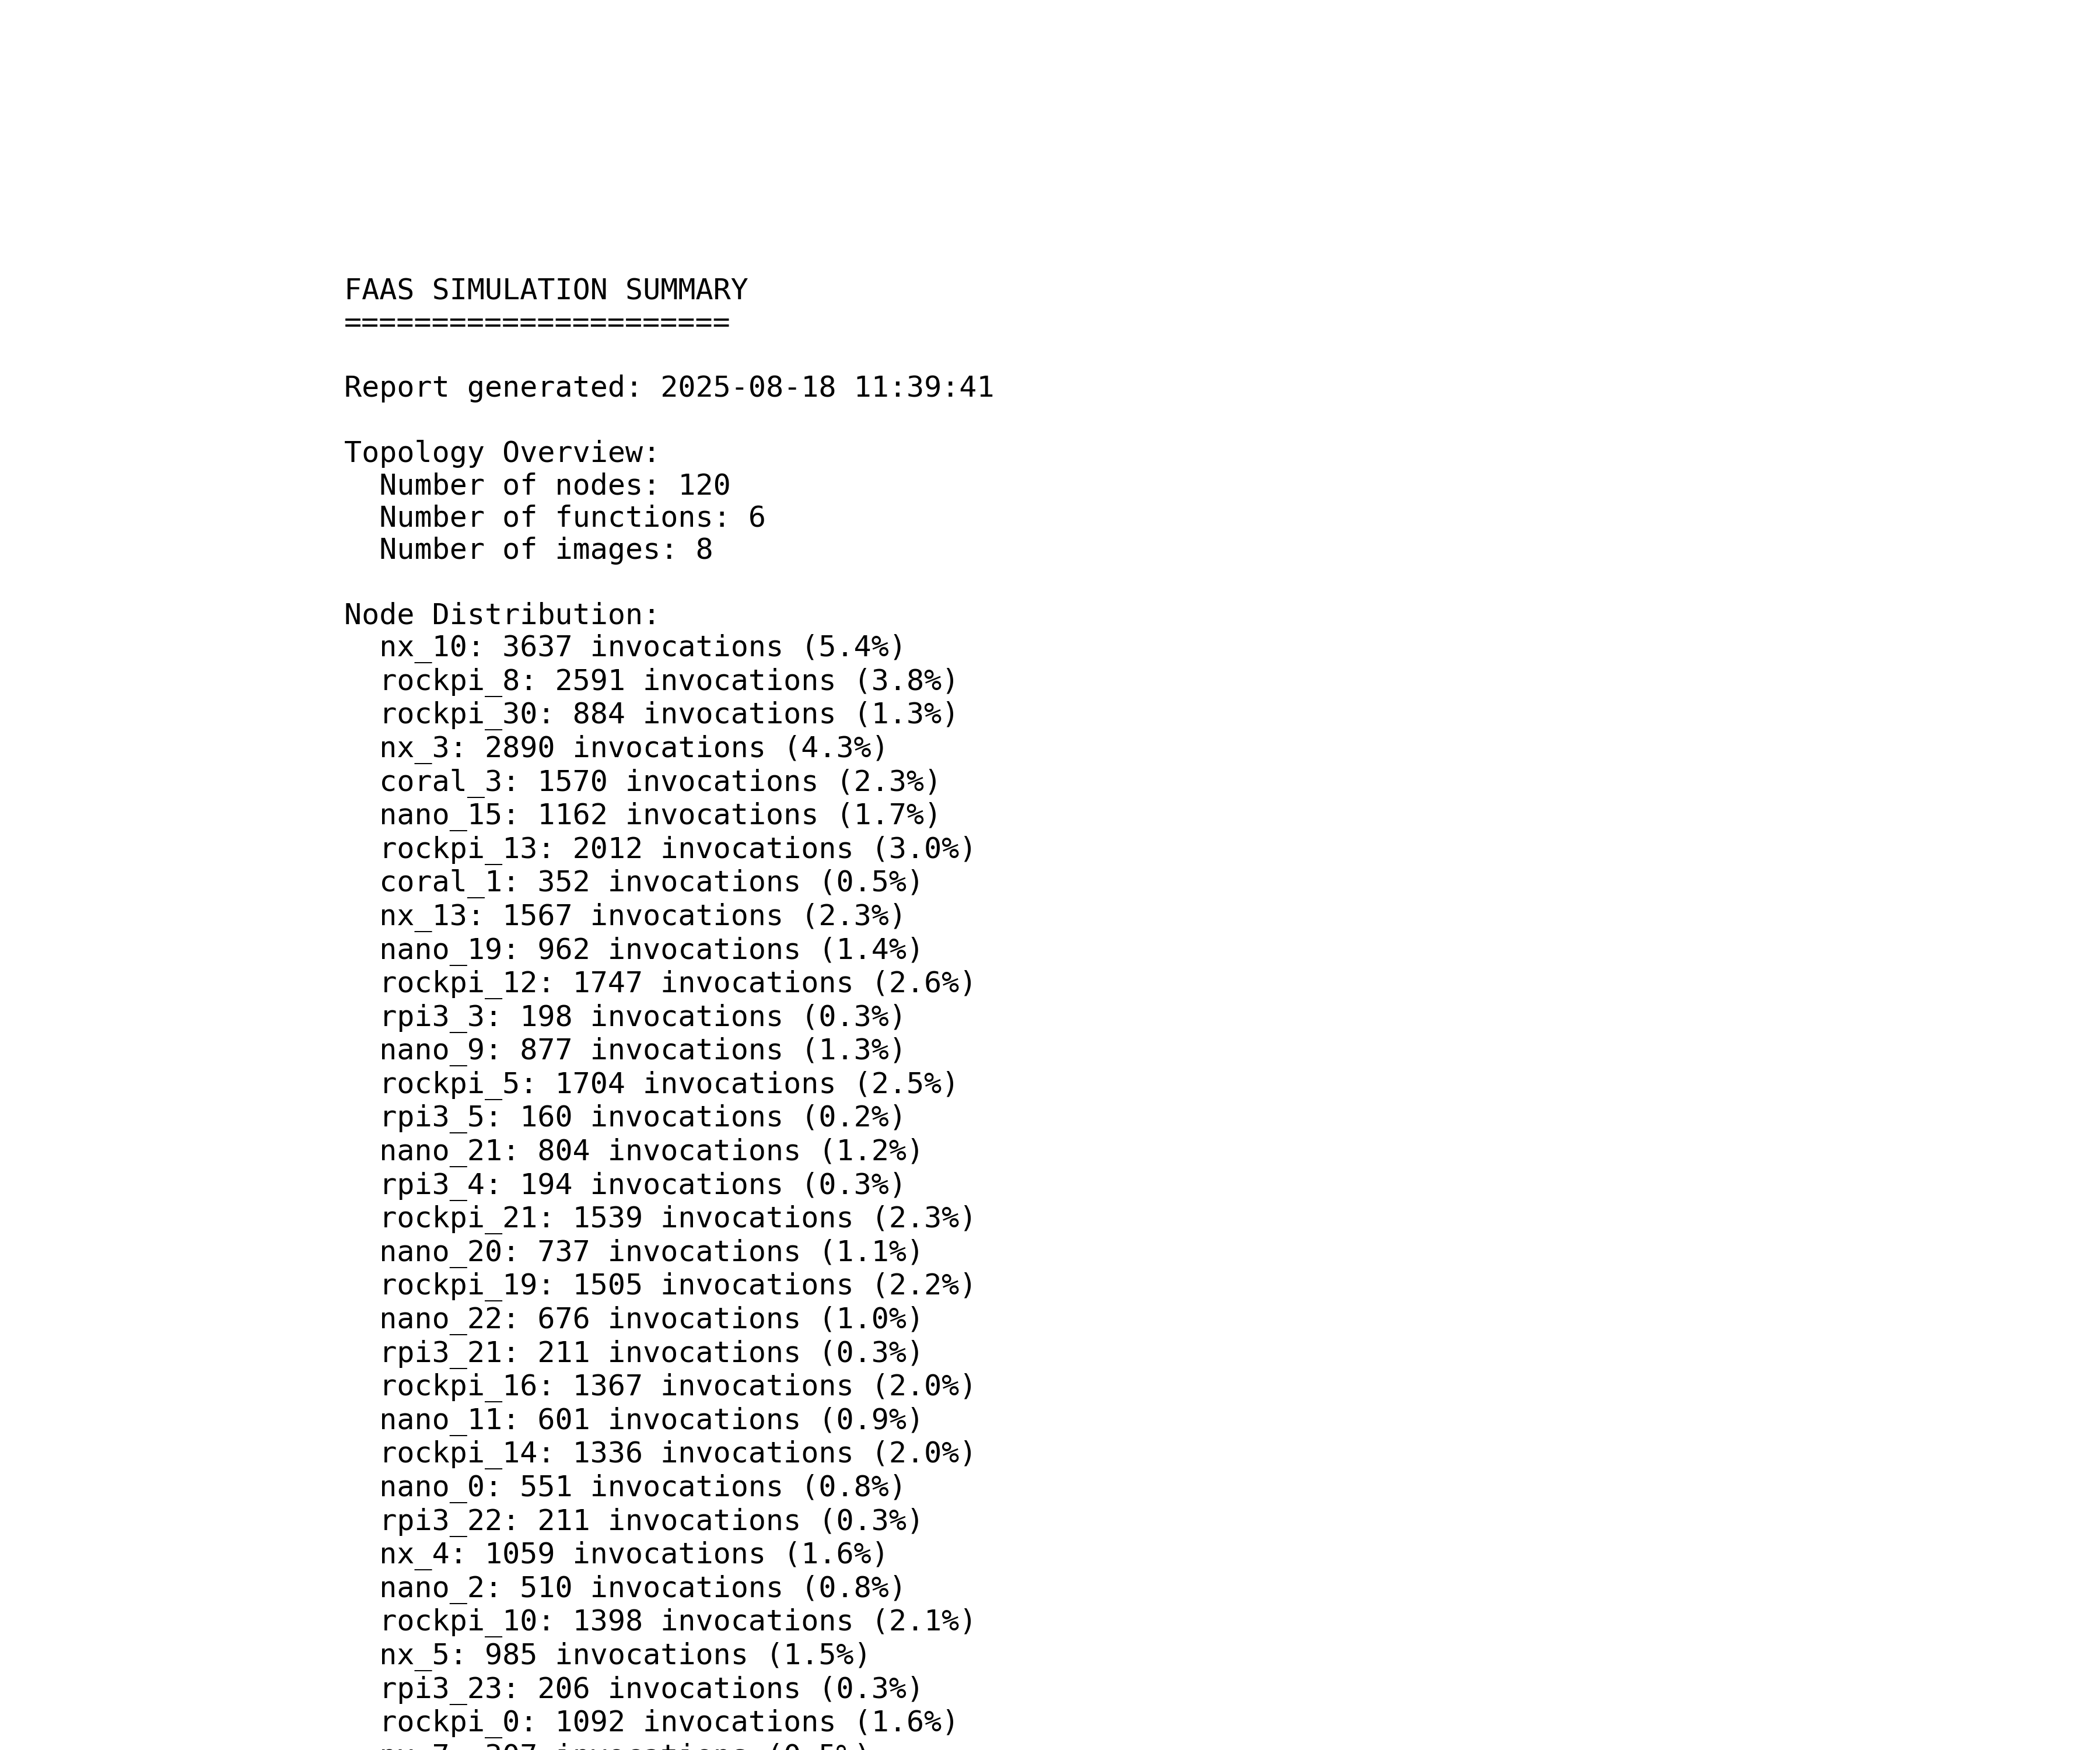 FAAS SIMULATION SUMMARY
======================
Report generated: 2025-08-18 11:39:41
Topology Overview:
Number of nodes: 120
Number of functions: 6
Number of images: 8
Node Distribution:
nx_10: 3637 invocations (5.4%)
rockpi_8: 2591 invocations (3.8%)
rockpi_30: 884 invocations (1.3%)
nx_3: 2890 invocations (4.3%)
coral_3: 1570 invocations (2.3%)
nano_15: 1162 invocations (1.7%)
rockpi_13: 2012 invocations (3.0%)
coral_1: 352 invocations (0.5%)
nx_13: 1567 invocations (2.3%)
nano_19: 962 invocations (1.4%)
rockpi_12: 1747 invocations (2.6%)
rpi3_3: 198 invocations (0.3%)
nano_9: 877 invocations (1.3%)
rockpi_5: 1704 invocations (2.5%)
rpi3_5: 160 invocations (0.2%)
nano_21: 804 invocations (1.2%)
rpi3_4: 194 invocations (0.3%)
rockpi_21: 1539 invocations (2.3%)
nano_20: 737 invocations (1.1%)
rockpi_19: 1505 invocations (2.2%)
nano_22: 676 invocations (1.0%)
rpi3_21: 211 invocations (0.3%)
rockpi_16: 1367 invocations (2.0%)
nano_11: 601 invocations (0.9%)
rockpi_14: 1336 invocations (2.0%)
nano_0: 551 invocations (0.8%)
rpi3_22: 211 invocations (0.3%)
nx_4: 1059 invocations (1.6%)
nano_2: 510 invocations (0.8%)
rockpi_10: 1398 invocations (2.1%)
nx_5: 985 invocations (1.5%)
rpi3_23: 206 invocations (0.3%)
rockpi_0: 1092 invocations (1.6%)